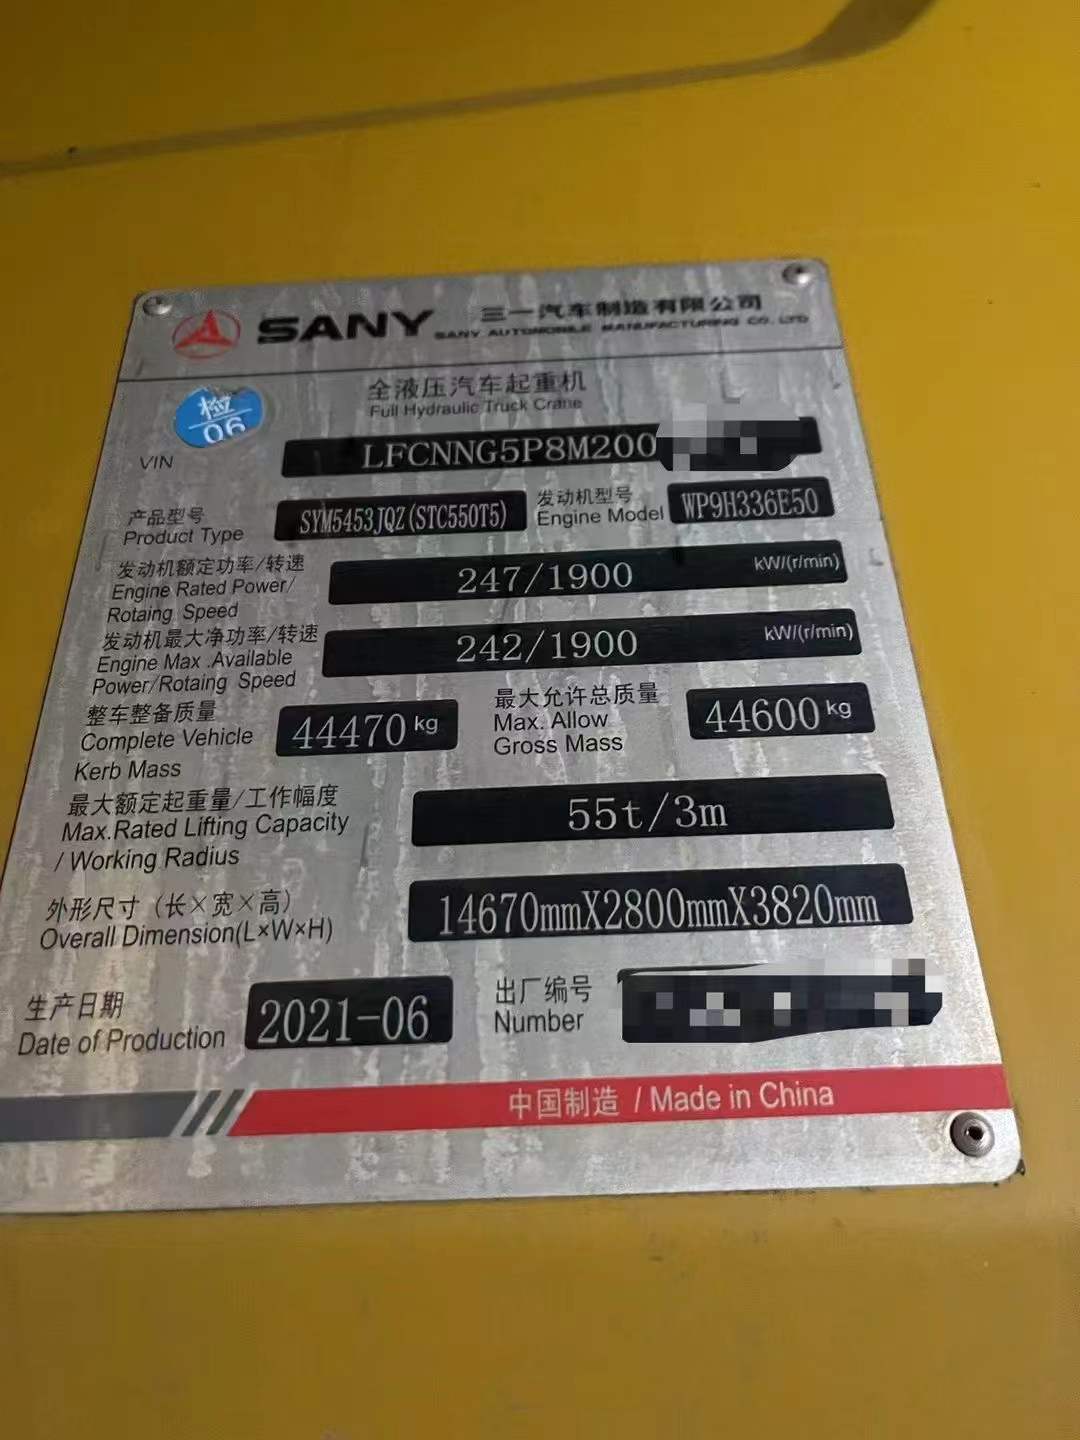 SANY 三一汽车制造有限公司
SANY AUTOMOBILE MANUFACTURING CO. LTD
全液压汽车起重机
Full Hydraulic Truck Crane
检
06
VIN LFCNNG5P8M200
产品型号
Product Type
SYM5453JQZ(STC550T5)
发动机型号
Engine Model
WP9H336E50
发动机额定功率/转速
Engine Rated Power/
Rotaing Speed
247/1900 kW/(r/min)
发动机最大净功率/转速
Engine Max .Available
Power/Rotaing Speed
242/1900 kW/(r/min)
整车整备质量
Complete Vehicle
Kerb Mass
44470 kg
最大允许总质量
Max. Allow
Gross Mass
44600 kg
最大额定起重量/工作幅度
Max.Rated Lifting Capacity
/ Working Radius
55t/3m
外形尺寸（长×宽×高）
Overall Dimension(L×W×H)
14670mmX2800mmX3820mm
生产日期
Date of Production
2021-06
出厂编号
Number
中国制造 / Made in China